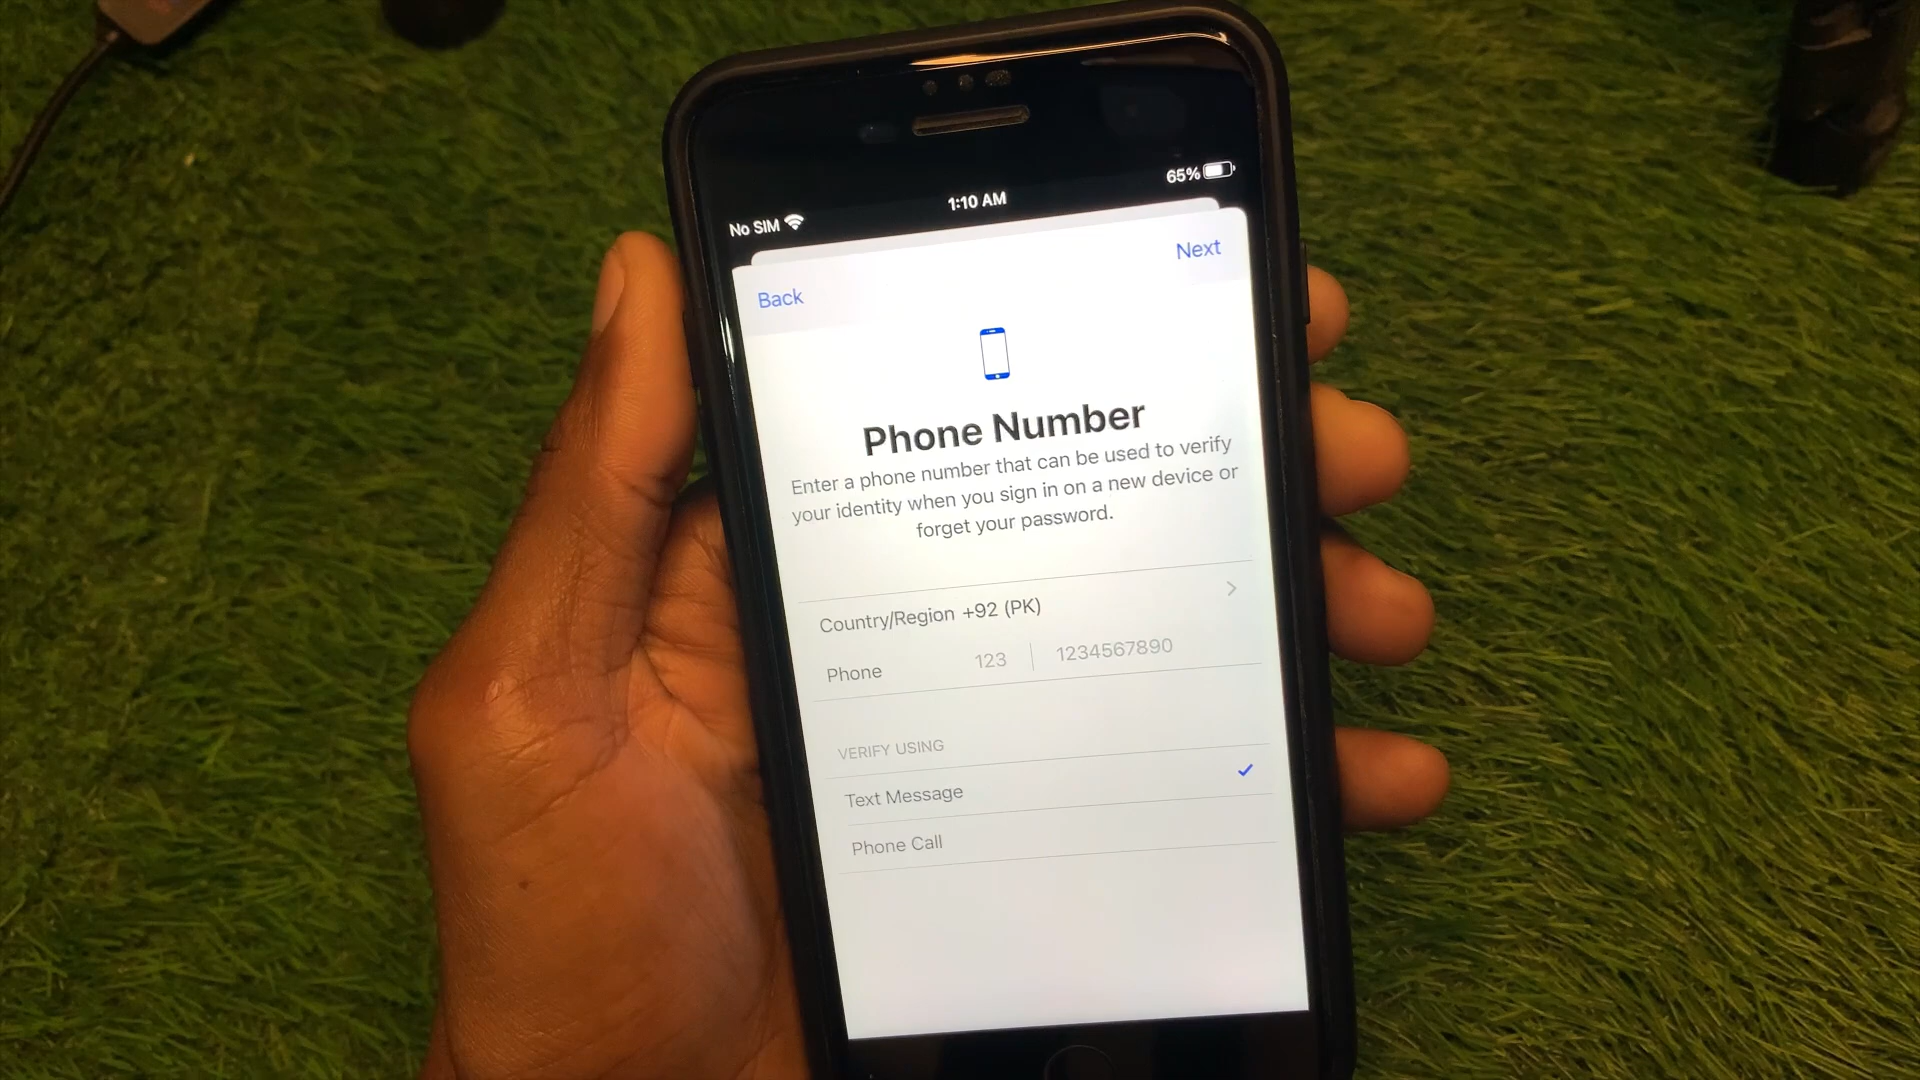 No SIM 1:10 AM 65%
Back Next
Phone Number
Enter a phone number that can be used to verify
your identity when you sign in on a new device or
forget your password.
Country/Region +92 (PK)
Phone 123 1234567890
VERIFY USING
Text Message
Phone Call